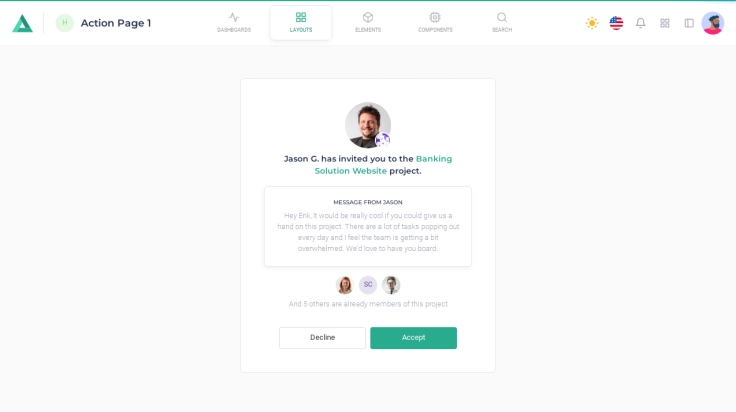 H
Action Page 1
DASHBOARDS
LAYOUTS
ELEMENTS
COMPONENTS
SEARCH
Jason G. has invited you to the Banking
Solution Website project.
MESSAGE FROM JASON
Hey Erik, It would be really cool if you could give us a
hand on this project. There are a lot of tasks popping out
every day and i feel the team is getting a bit
overwhelmed. We'd love to have you board.
SC
And 5 others are already members of this project
Decline
Accept